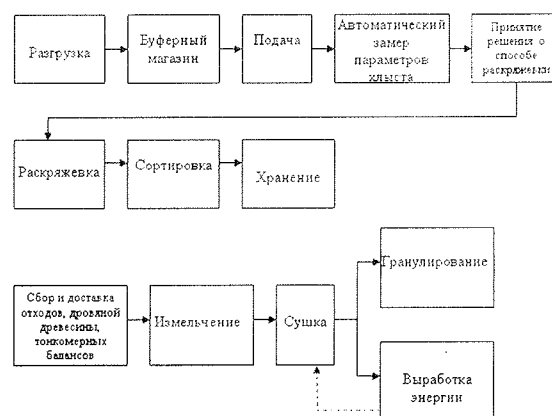 Разгрузка
Буферный
магазин
Подача
Автоматический
замер
параметров
хлыста
Принятие
решения о
способе
раскряжевки
Раскряжевка
Сортировка
Хранение
Сбор и доставка
отходов, дровяной
древесины,
тонкомерных
балансов
Измельчение
Сушка
Гранулирование
Выработка
энергии